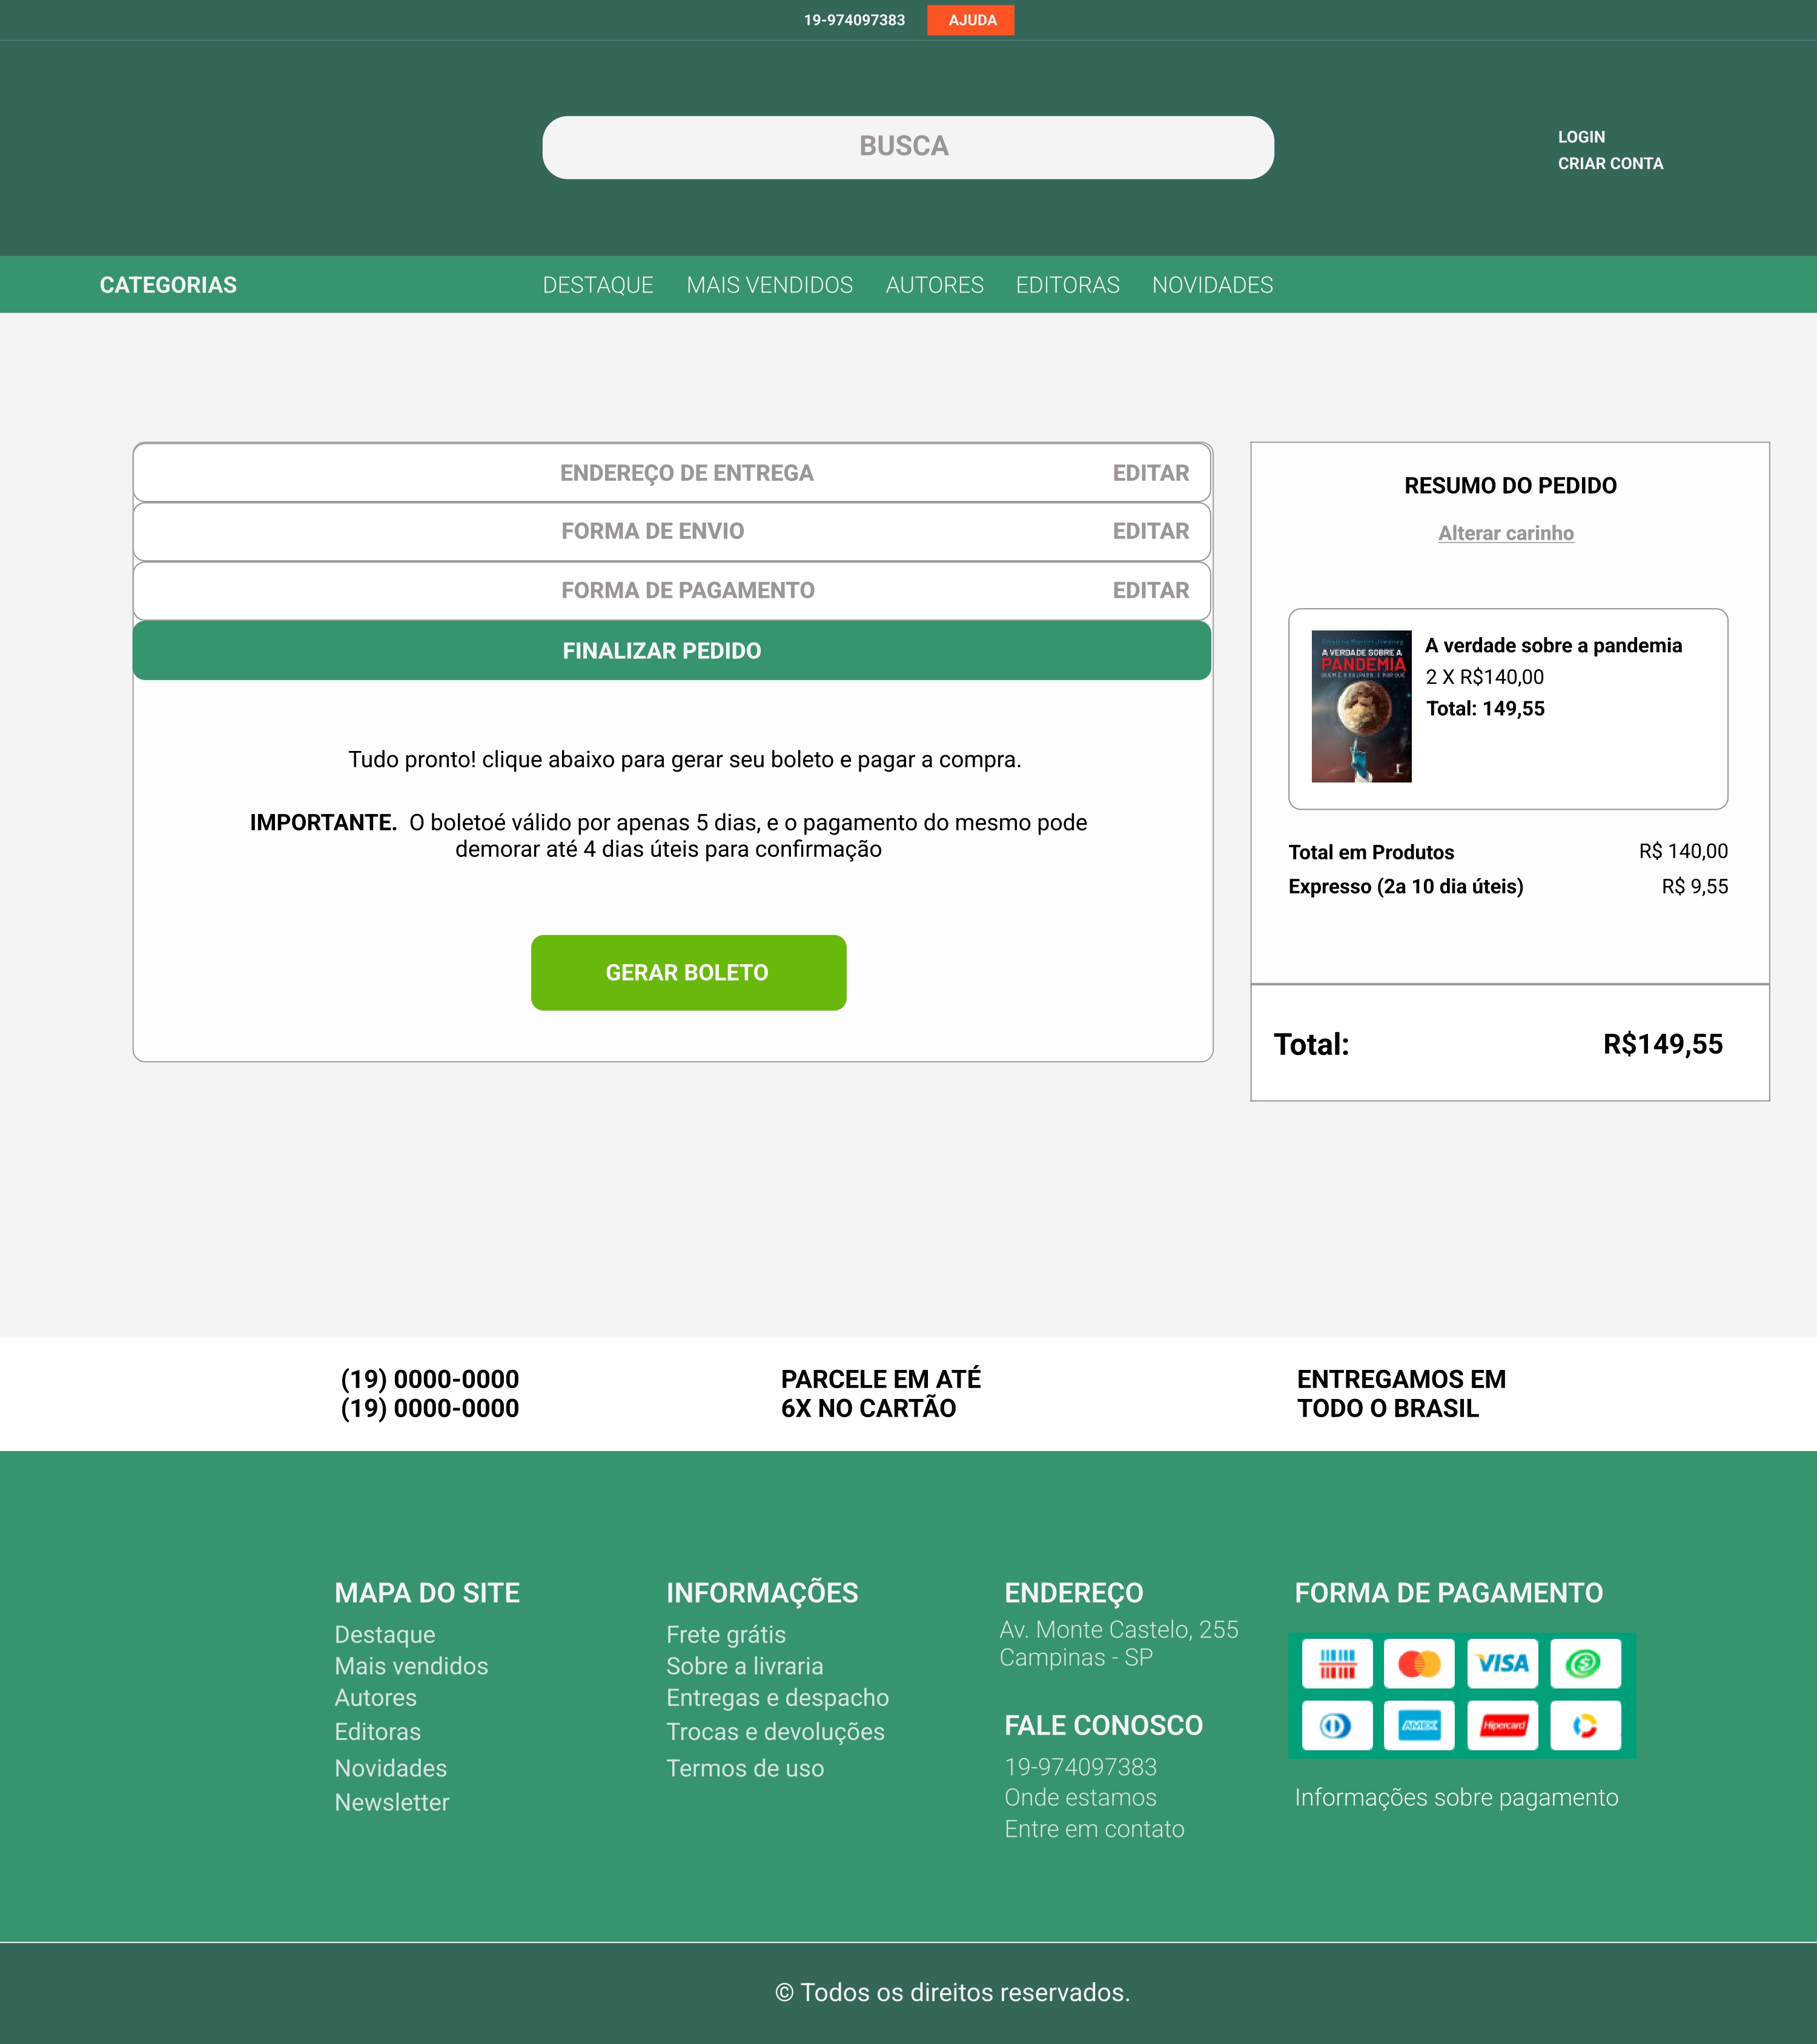 19-974097383
AJUDA
BUSCA
LOGIN
CRIAR CONTA
CATEGORIAS
DESTAQUE
MAIS VENDIDOS
AUTORES
EDITORAS
NOVIDADES
ENDEREÇO DE ENTREGA
EDITAR
FORMA DE ENVIO
EDITAR
FORMA DE PAGAMENTO
EDITAR
FINALIZAR PEDIDO
Tudo pronto! clique abaixo para gerar seu boleto e pagar a compra.
IMPORTANTE. O boletoé válido por apenas 5 dias, e o pagamento do mesmo pode
demorar até 4 dias úteis para confirmação
GERAR BOLETO
RESUMO DO PEDIDO
Alterar carinho
A VERDADE SOBRE A
PANDEMIA
A verdade sobre a pandemia
2 X R$140,00
Total: 149,55
Total em Produtos
R$ 140,00
Expresso (2a 10 dia úteis)
R$ 9,55
Total:
R$149,55
(19) 0000-0000
(19) 0000-0000
PARCELE EM ATÉ
6X NO CARTÃO
ENTREGAMOS EM
TODO O BRASIL
MAPA DO SITE
Destaque
Mais vendidos
Autores
Editoras
Novidades
Newsletter
INFORMAÇÕES
Frete grátis
Sobre a livraria
Entregas e despacho
Trocas e devoluções
Termos de uso
ENDEREÇO
Av. Monte Castelo, 255
Campinas - SP
FALE CONOSCO
19-974097383
Onde estamos
Entre em contato
FORMA DE PAGAMENTO
VISA
AMEX
Hipercard
Informações sobre pagamento
© Todos os direitos reservados.